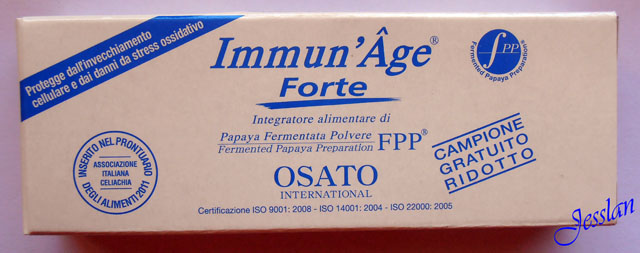 Protegge dall'invecchiamento
cellulare e dai danni da stress ossidativo
Immun'Âge®
Forte
FPP
Fermented Papaya Preparation®
Integratore alimentare di
Papaya Fermentata Polvere
Fermented Papaya Preparation FPP®
INSERITO NEL PRONTUARIO
ASSOCIAZIONE
ITALIANA
CELIACHIA
DEGLI ALIMENTI 2011
CAMPIONE
GRATUITO
RIDOTTO
OSATO
INTERNATIONAL
Certificazione ISO 9001: 2008 - ISO 14001: 2004 - ISO 22000: 2005
Jesslan